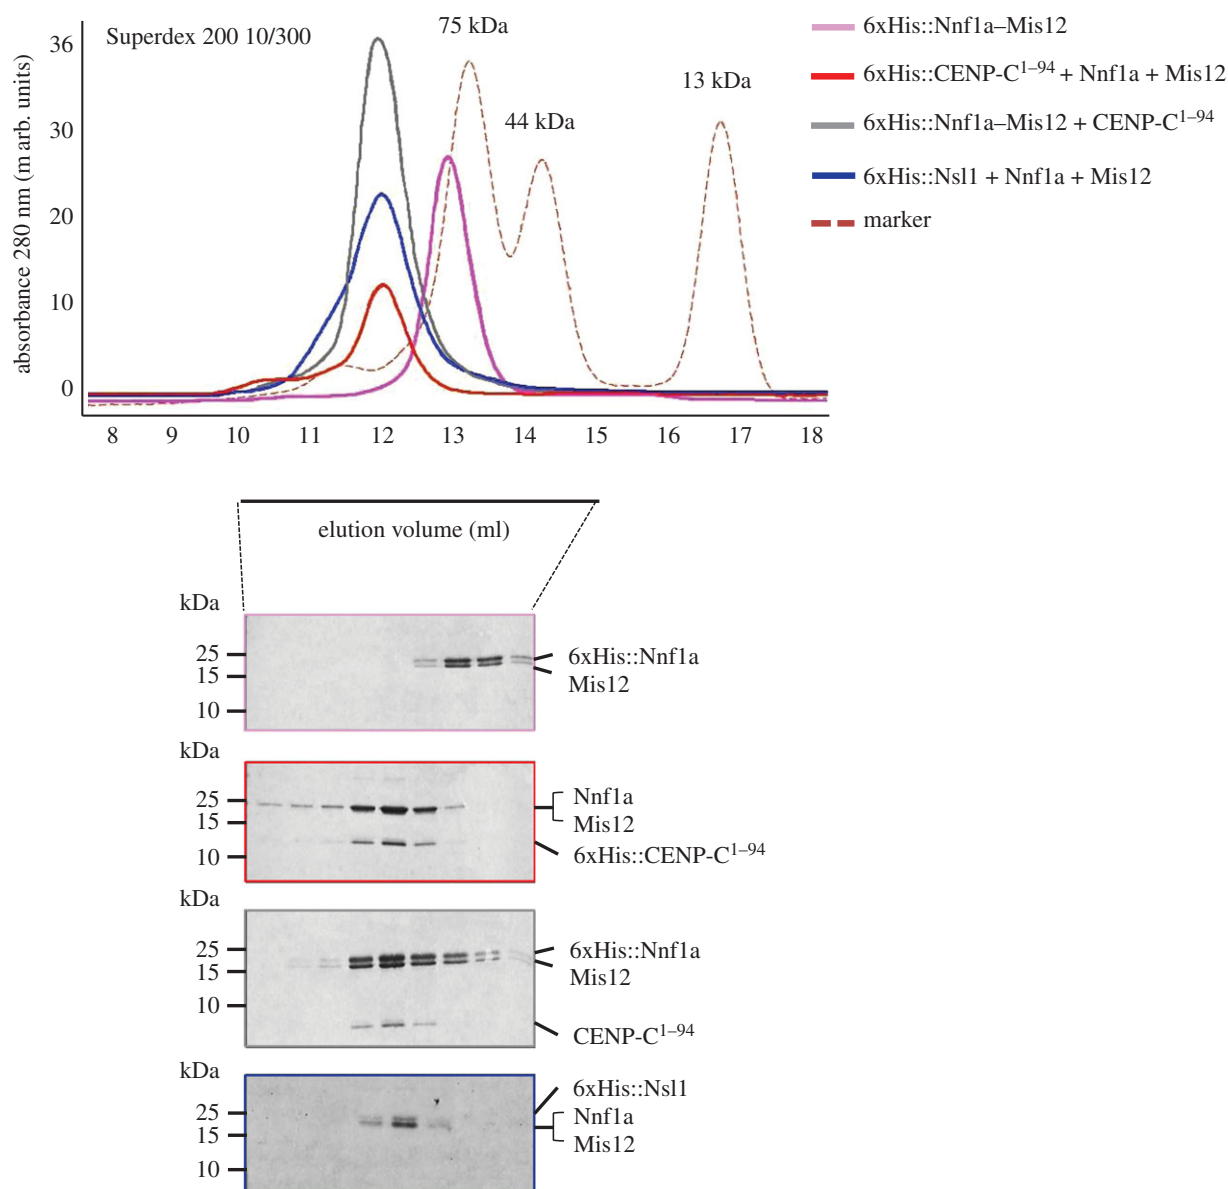 absorbance 280 nm (m arb. units)
36
30
20
10
0
Superdex 200 10/300
75 kDa
44 kDa
13 kDa
6xHis::Nnf1a–Mis12
6xHis::CENP-C¹⁻⁹⁴ + Nnf1a + Mis12
6xHis::Nnf1a–Mis12 + CENP-C¹⁻⁹⁴
6xHis::Nsl1 + Nnf1a + Mis12
marker
8 9 10 11 12 13 14 15 16 17 18
elution volume (ml)
kDa
25
15
10
6xHis::Nnf1a
Mis12
kDa
25
15
10
Nnf1a
Mis12
6xHis::CENP-C¹⁻⁹⁴
kDa
25
15
10
6xHis::Nnf1a
Mis12
CENP-C¹⁻⁹⁴
kDa
25
15
10
6xHis::Nsl1
Nnf1a
Mis12